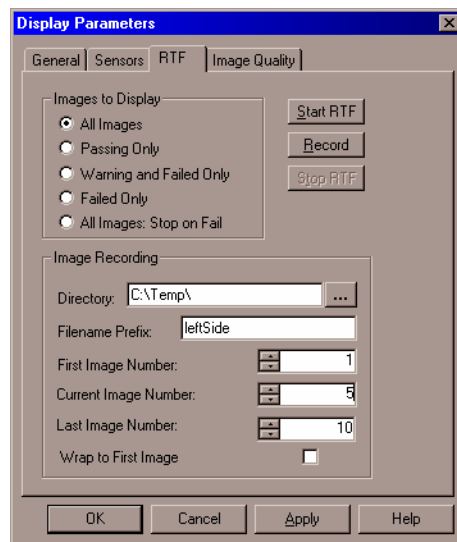 Display Parameters
General Sensors RTF Image Quality
Images to Display
All Images
Passing Only
Warning and Failed Only
Failed Only
All Images: Stop on Fail
Start RTF
Record
Stop RTF
Image Recording
Directory: C:\Temp\ ...
Filename Prefix: leftSide
First Image Number: 1
Current Image Number: 5
Last Image Number: 10
Wrap to First Image
OK Cancel Apply Help